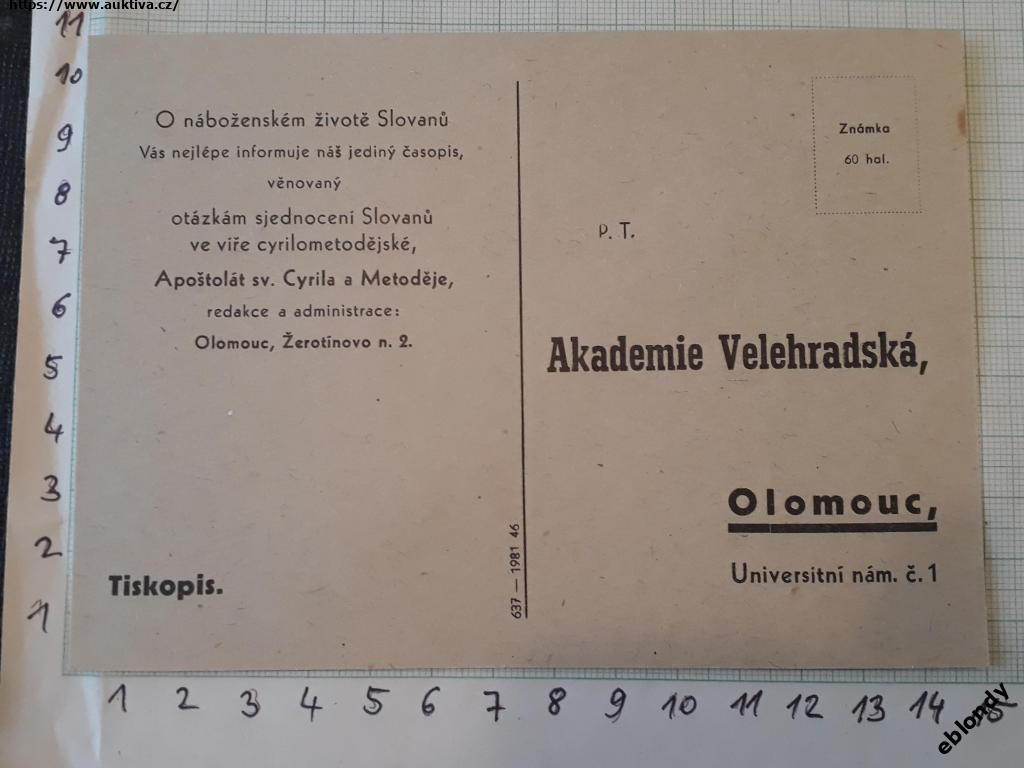 https://www.auktiva.cz/
11
10
9
8
7
6
5
4
3
2
1
O náboženském životě Slovanů
Vás nejlépe informuje náš jediný časopis,
věnovaný
otázkám sjednocení Slovanů
ve víře cyrilometodějské,
Apoštolát sv. Cyrila a Metoděje,
redakce a administrace:
Olomouc, Žerotínovo n. 2.
Tiskopis.
637 — 1981 46
Známka
60 hal.
P. T.
Akademie Velehradská,
Olomouc,
Universitní nám. č. 1
1 2 3 4 5 6 7 8 9 10 11 12 13 14 15
eblondy